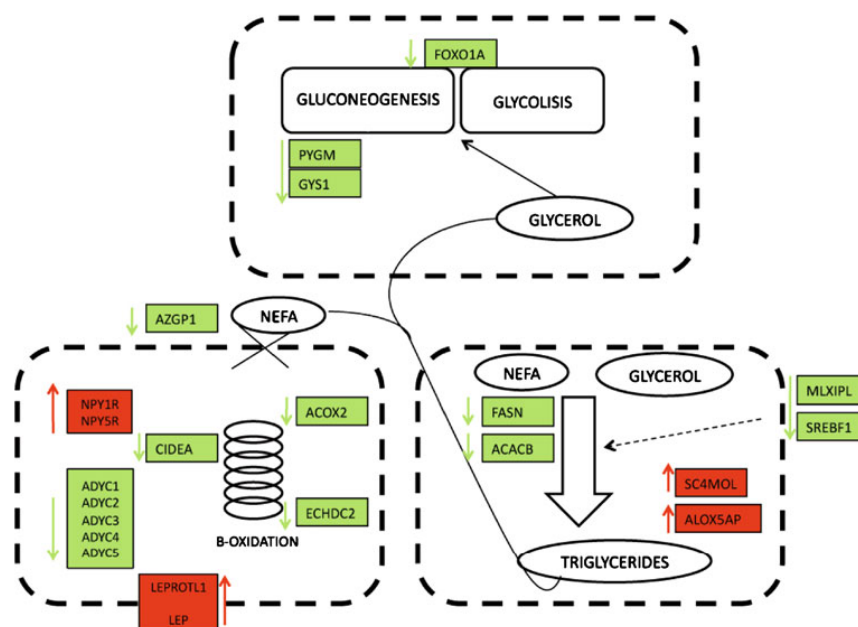 FOXO1A
GLUCONEOGENESIS
GLYCOLISIS
PYGM
GYS1
GLYCEROL
AZGP1
NEFA
NPY1R
NPY5R
ACOX2
CIDEA
ADYC1
ADYC2
ADYC3
ADYC4
ADYC5
ECHDC2
B-OXIDATION
LEPROTL1
LEP
NEFA
GLYCEROL
FASN
ACACB
MLXIPL
SREBF1
SC4MOL
ALOX5AP
TRIGLYCERIDES